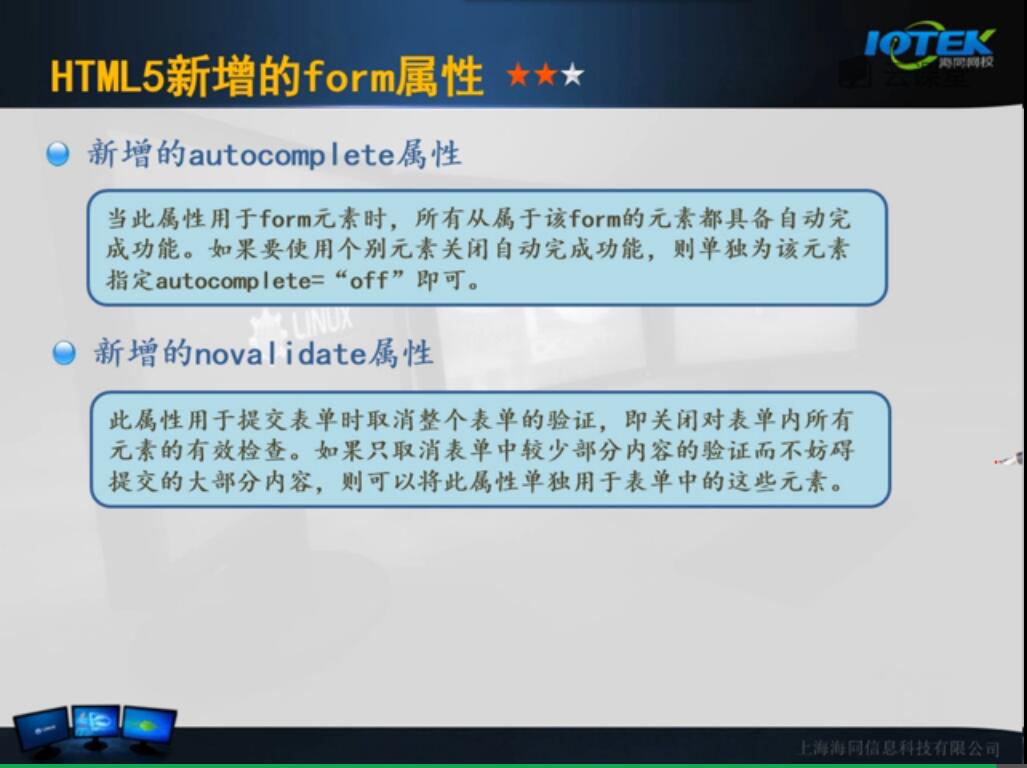 HTML5新增的form属性
IOTEK
海同网校
云课堂
新增的autocomplete属性
当此属性用于form元素时，所有从属于该form的元素都具备自动完
成功能。如果要使用个别元素关闭自动完成功能，则单独为该元素
指定autocomplete=“off”即可。
LINUX
新增的novalidate属性
此属性用于提交表单时取消整个表单的验证，即关闭对表单内所有
元素的有效检查。如果只取消表单中较少部分内容的验证而不妨碍
提交的大部分内容，则可以将此属性单独用于表单中的这些元素。
上海海同信息科技有限公司